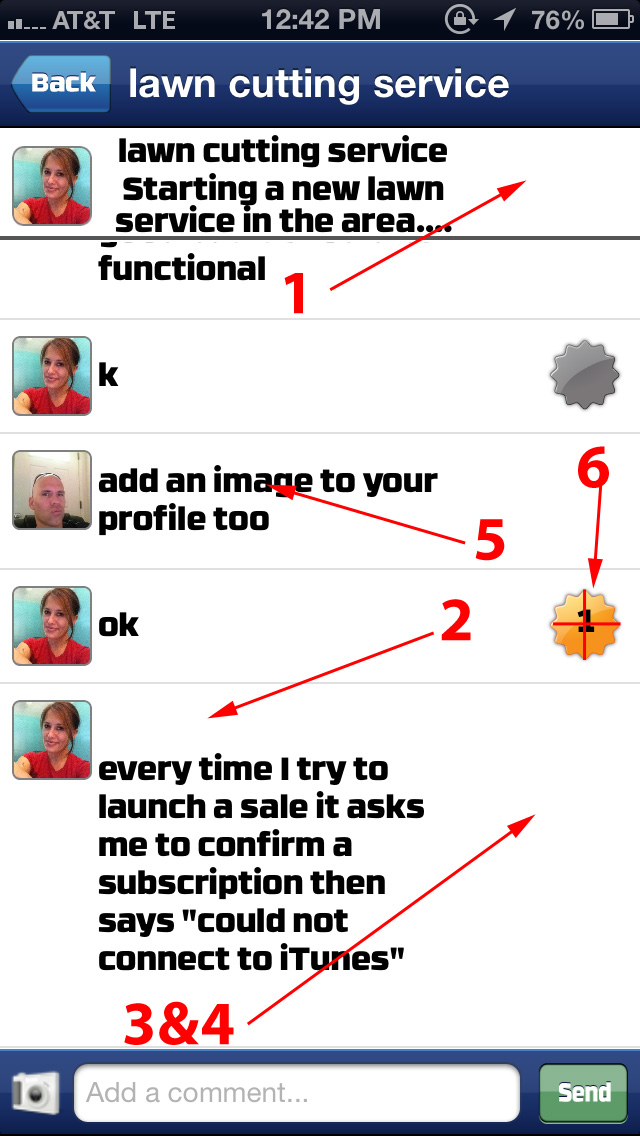 AT&T LTE 12:42 PM 76%
Back lawn cutting service
lawn cutting service
Starting a new lawn
service in the area....
functional
1
k
6
add an image to your
profile too
5
2
ok
1
every time I try to
launch a sale it asks
me to confirm a
subscription then
says "could not
connect to iTunes"
3&4
Add a comment...
Send